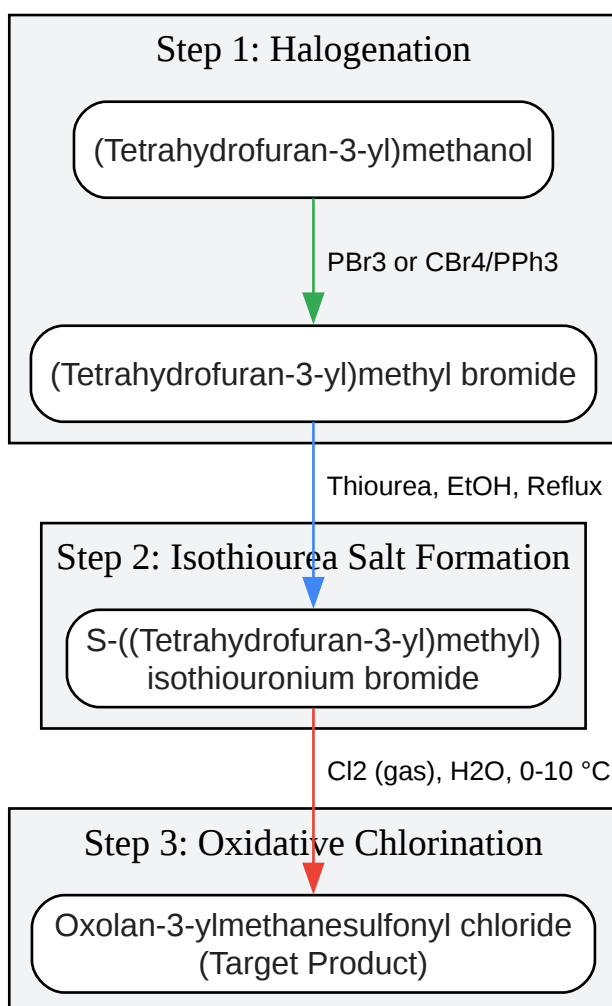 Step 1: Halogenation
(Tetrahydrofuran-3-yl)methanol
PBr3 or CBr4/PPh3
(Tetrahydrofuran-3-yl)methyl bromide
Thiourea, EtOH, Reflux
Step 2: Isothiourea Salt Formation
S-((Tetrahydrofuran-3-yl)methyl)
isothiouronium bromide
Cl2 (gas), H2O, 0-10 °C
Step 3: Oxidative Chlorination
Oxolan-3-ylmethanesulfonyl chloride
(Target Product)